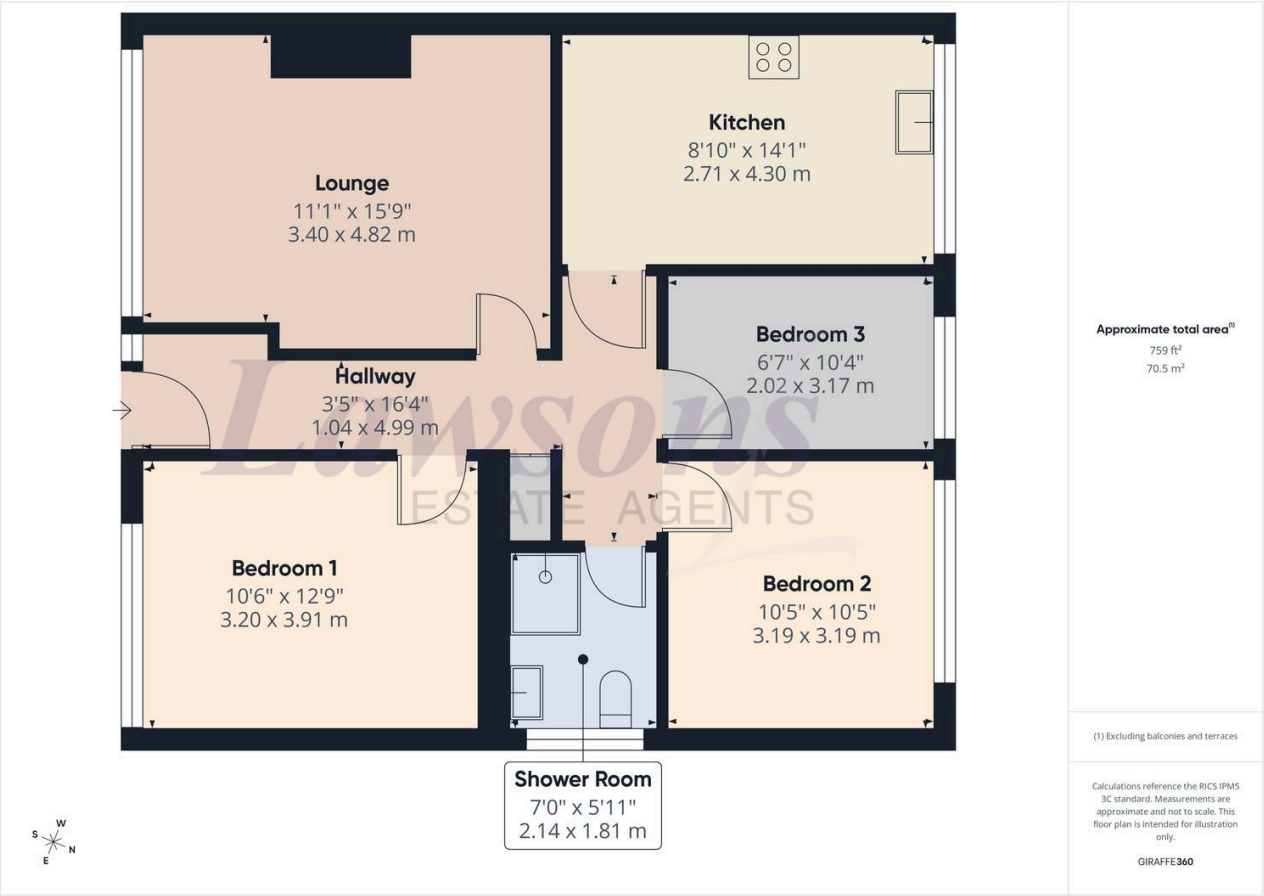 Lounge
11'1" x 15'9"
3.40 x 4.82 m
Kitchen
8'10" x 14'1"
2.71 x 4.30 m
Bedroom 3
6'7" x 10'4"
2.02 x 3.17 m
Hallway
3'5" x 16'4"
1.04 x 4.99 m
Lawsons
ESTATE AGENTS
Bedroom 1
10'6" x 12'9"
3.20 x 3.91 m
Bedroom 2
10'5" x 10'5"
3.19 x 3.19 m
Shower Room
7'0" x 5'11"
2.14 x 1.81 m
W
S
N
E
Approximate total area(1)
759 ft²
70.5 m²
(1) Excluding balconies and terraces
Calculations reference the RICS IPMS
3C standard. Measurements are
approximate and not to scale. This
floor plan is intended for illustration
only.
GIRAFFE360